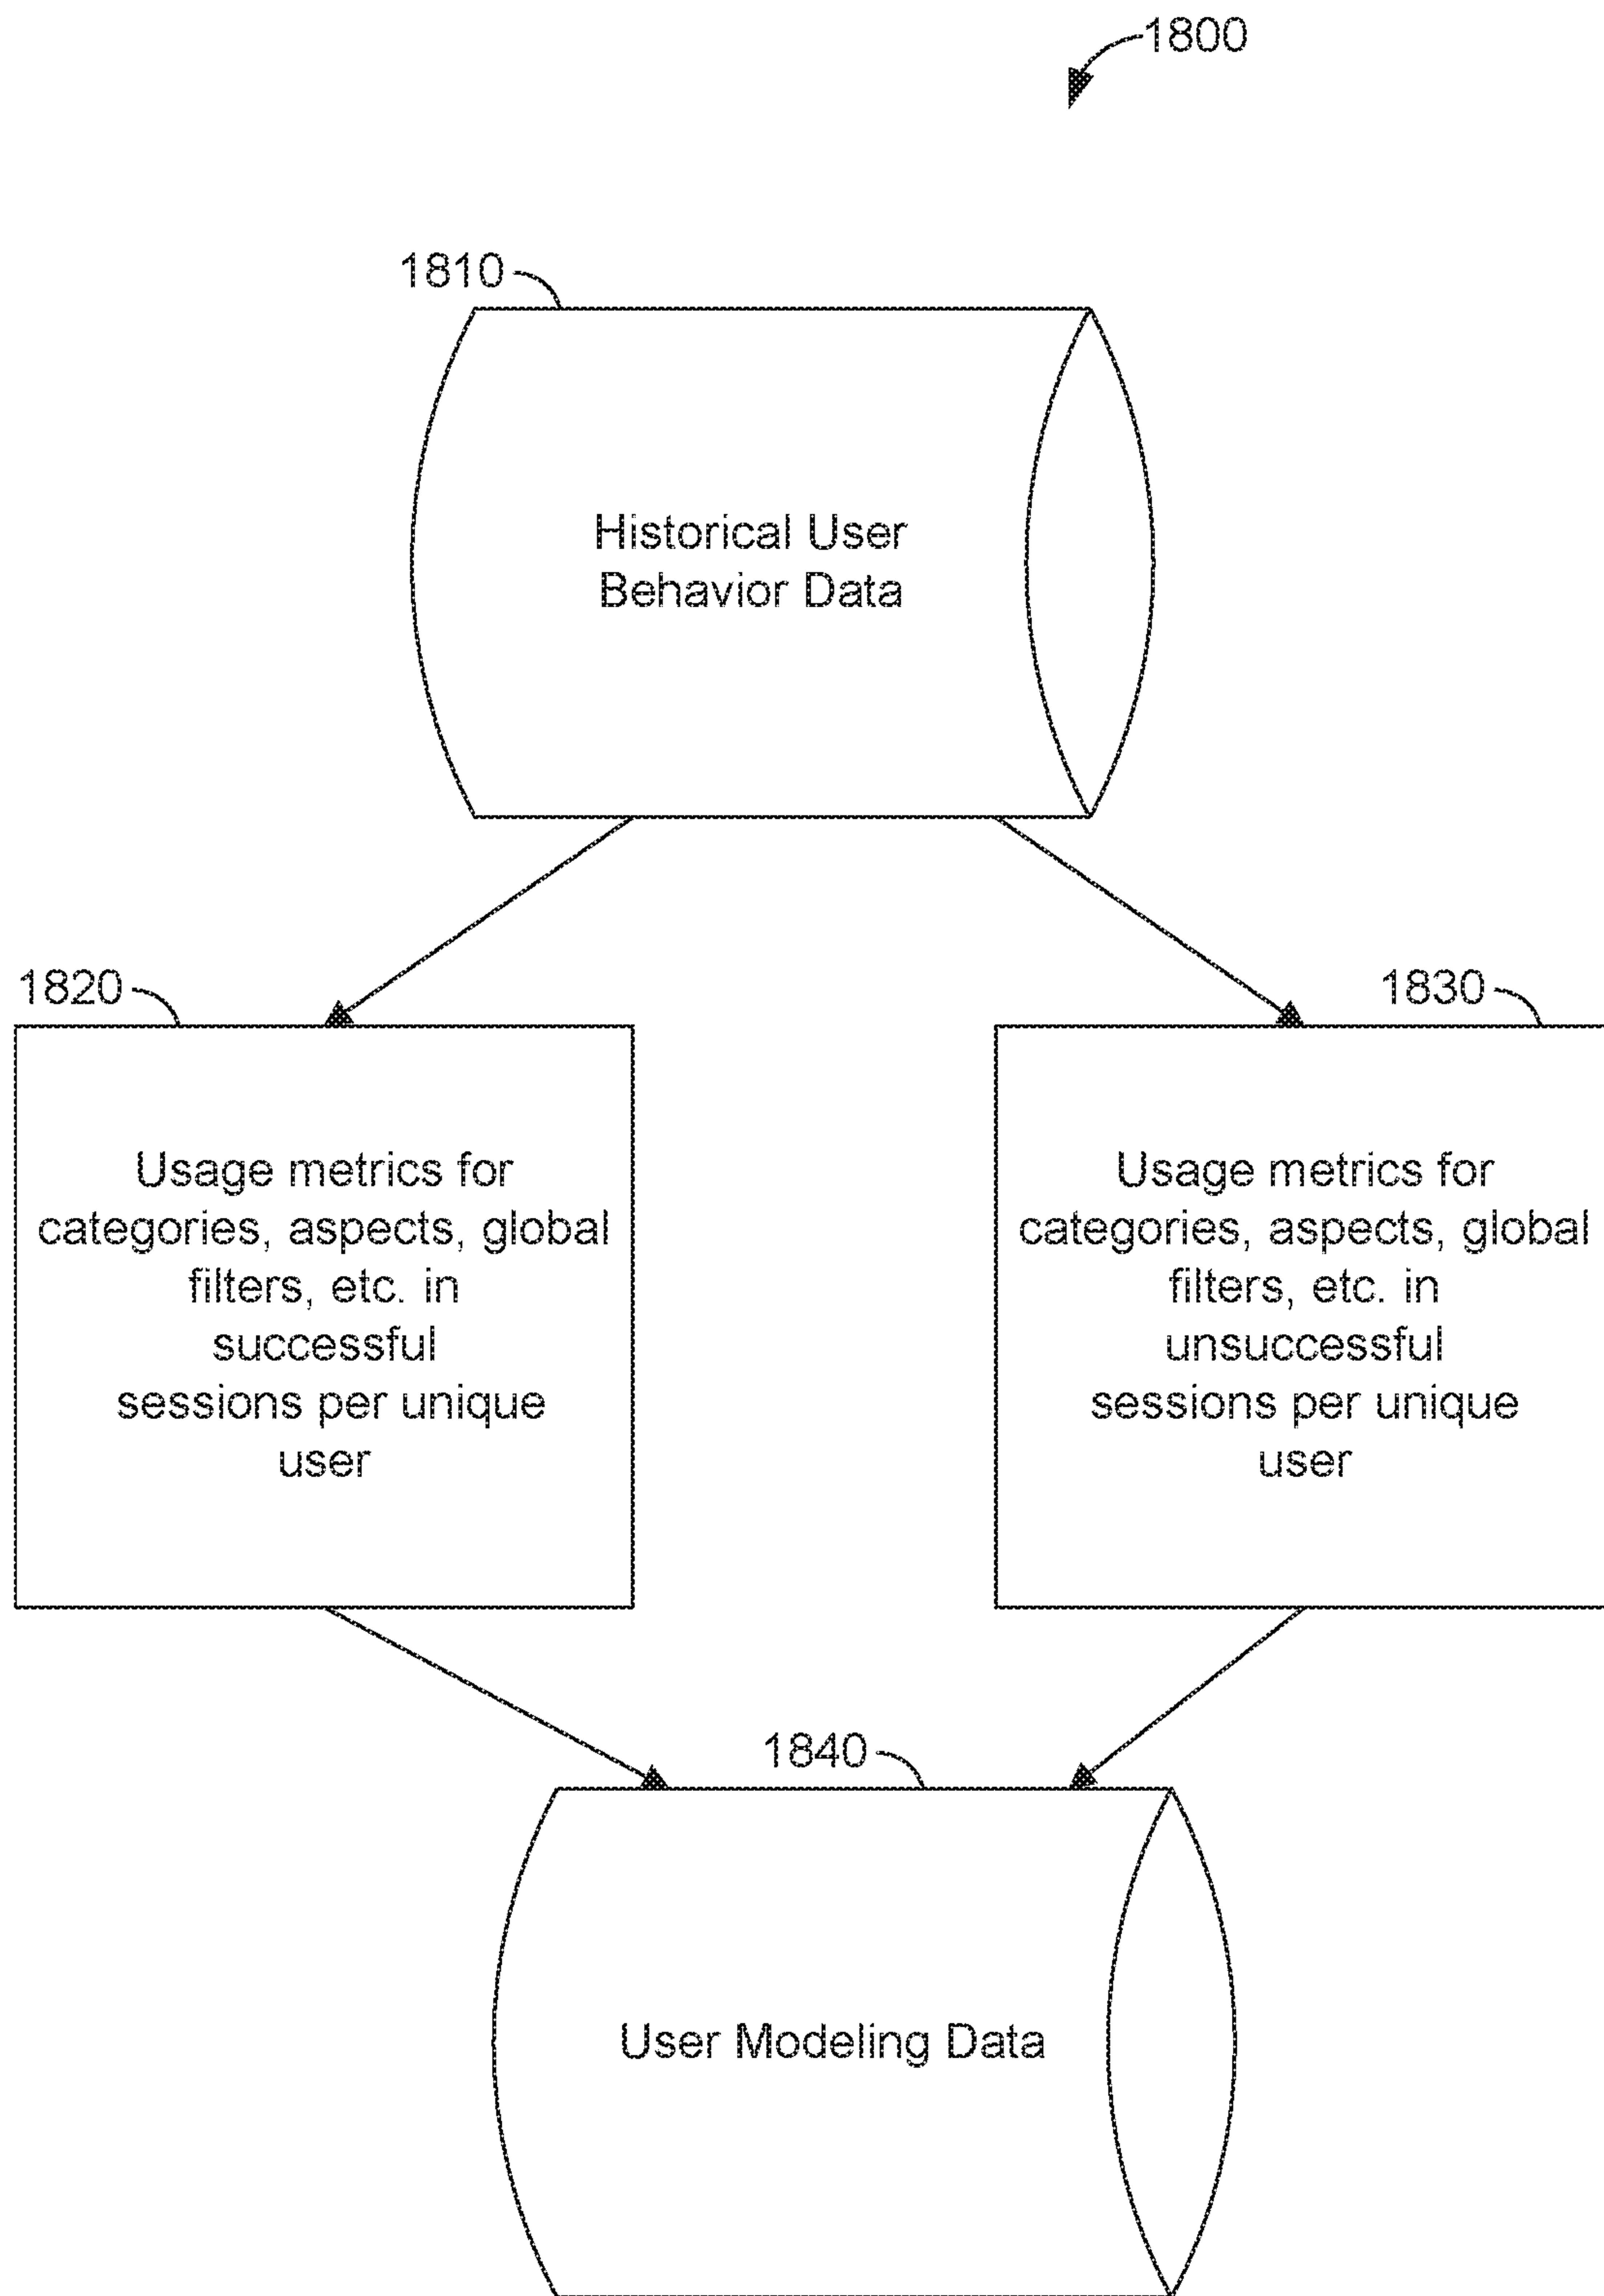 1800
1810
Historical User
Behavior Data
1820
Usage metrics for
categories, aspects, global
filters, etc. in
successful
sessions per unique
user
1830
Usage metrics for
categories, aspects, global
filters, etc. in
unsuccessful
sessions per unique
user
1840
User Modeling Data